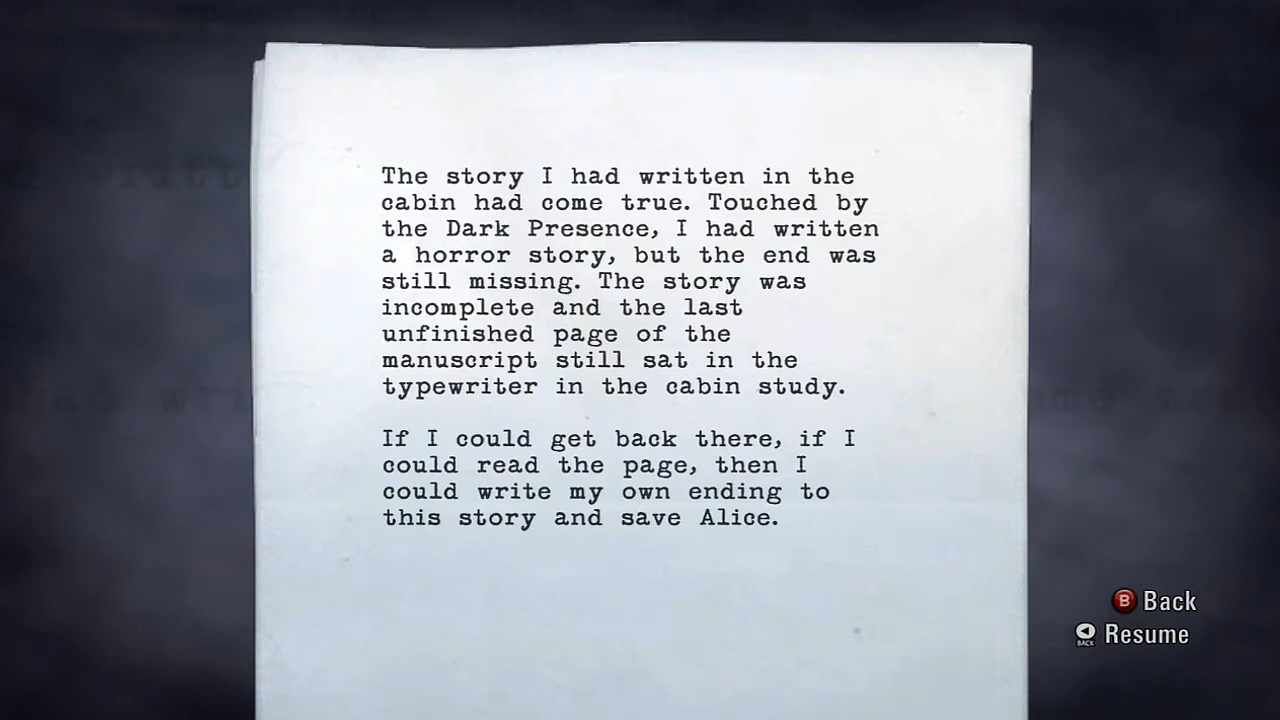 The story I had written in the
cabin had come true. Touched by
the Dark Presence, I had written
a horror story, but the end was
still missing. The story was
incomplete and the last
unfinished page of the
manuscript still sat in the
typewriter in the cabin study.
If I could get back there, if I
could read the page, then I
could write my own ending to
this story and save Alice.
B Back
BACK Resume